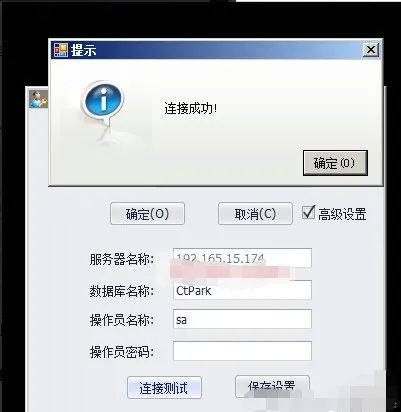 提示
连接成功!
确定(O)
确定(O) 取消(C) 高级设置
服务器名称: 192.165.15.174
数据库名称: CtPark
操作员名称: sa
操作员密码:
连接测试 保存设置